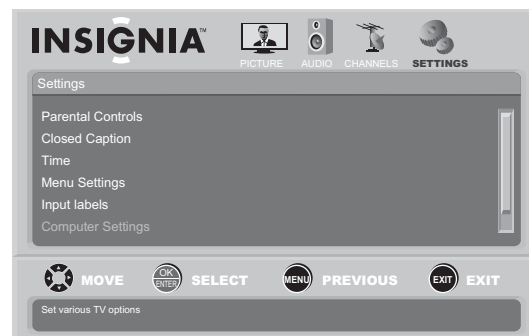 INSIGNIA™
PICTURE AUDIO CHANNELS SETTINGS
Settings
Parental Controls
Closed Caption
Time
Menu Settings
Input labels
Computer Settings
MOVE OK ENTER SELECT MENU PREVIOUS EXIT EXIT
Set various TV options